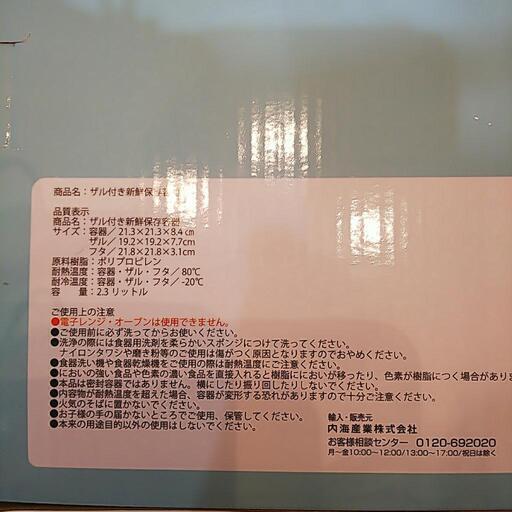 商品名：ザル付き新鮮保
品質表示
商品名：ザル付き新鮮保存容器
サイズ：容器／21.3×21.3×8.4㎝
ザル／19.2×19.2×7.7cm
フタ／21.8×21.8×3.1cm
原料樹脂：ポリプロピレン
耐熱温度：容器・ザル・フタ／80℃
耐冷温度：容器・ザル・フタ／-20℃
容　量：2.3 リットル
ご使用上の注意
●電子レンジ・オーブンは使用できません。
●ご使用前に必ず洗ってからお使いください。
●洗浄の際には食器用洗剤を柔らかいスポンジにつけて洗ってください。
ナイロンタワシや磨き粉等のご使用は傷がつく原因となりますのでおやめください。
●食器洗い機や食器乾燥機をご使用の際は耐熱温度にご注意ください。
●においの強い食品や色素の濃い食品を直接入れると樹脂ににおいが移ったり、色素が樹脂につく場合があります
●本品は密封容器ではありません。横にしたり振り回したりしないでください。
●内容物が耐熱温度を超えた場合、容器が変形する恐れがありますので十分ご注意ください。
●火気のそばに置かないでください。
●お子様の手の届かないところでご使用、保管してください。
●本来の用途目的以外の使用はしないでください。
輸入・販売元
内海産業株式会社
お客様相談センター 0120-692020
月〜金10:00〜12:00/13:00〜17:00/祝日は除く